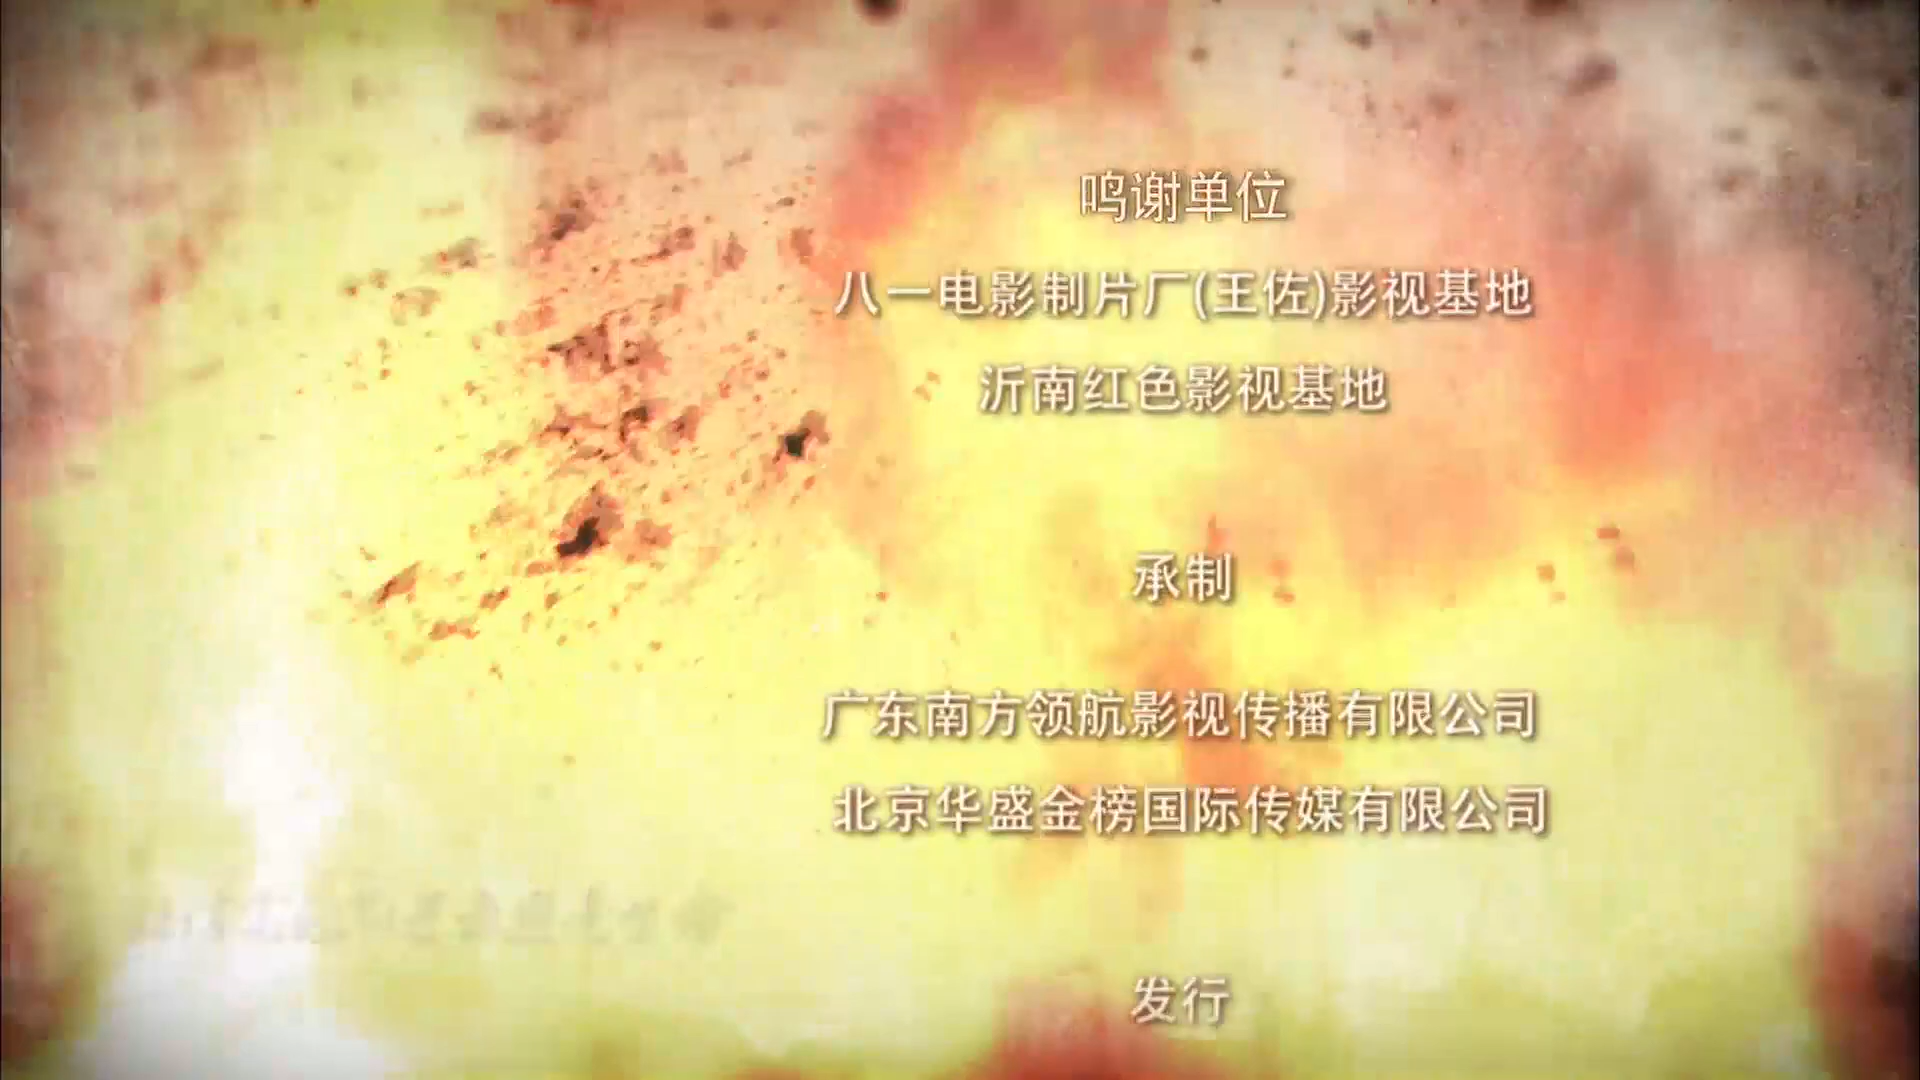 鸣谢单位
八一电影制片厂(王佐)影视基地
沂南红色影视基地
承制
广东南方领航影视传播有限公司
北京华盛金榜国际传媒有限公司
发行